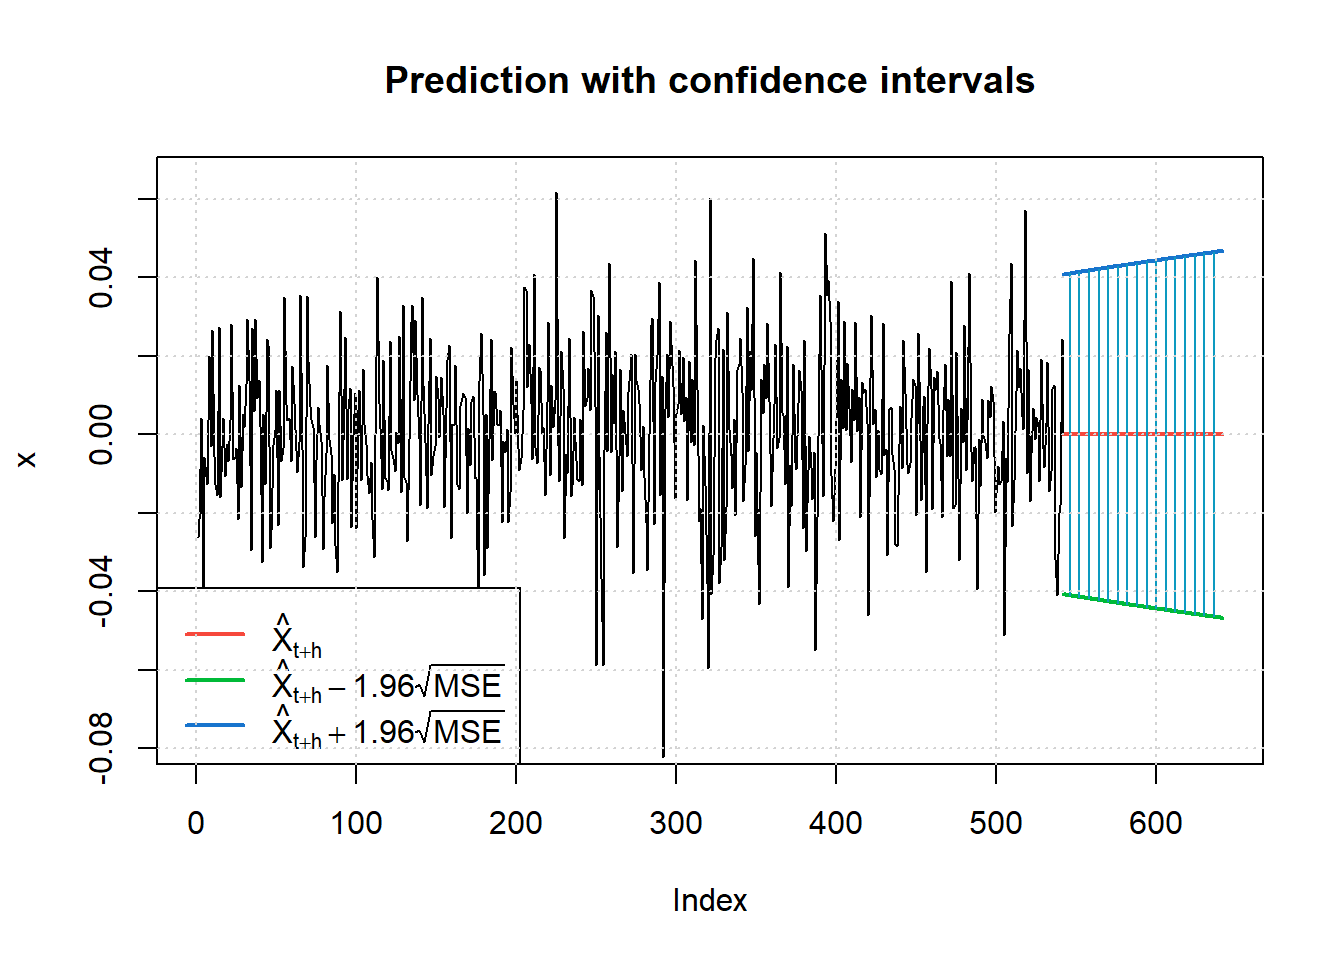 Prediction with confidence intervals
x
0.04
0.00
-0.04
-0.08
X̂t+h
X̂t+h − 1.96√MSE
X̂t+h + 1.96√MSE
0 100 200 300 400 500 600
Index